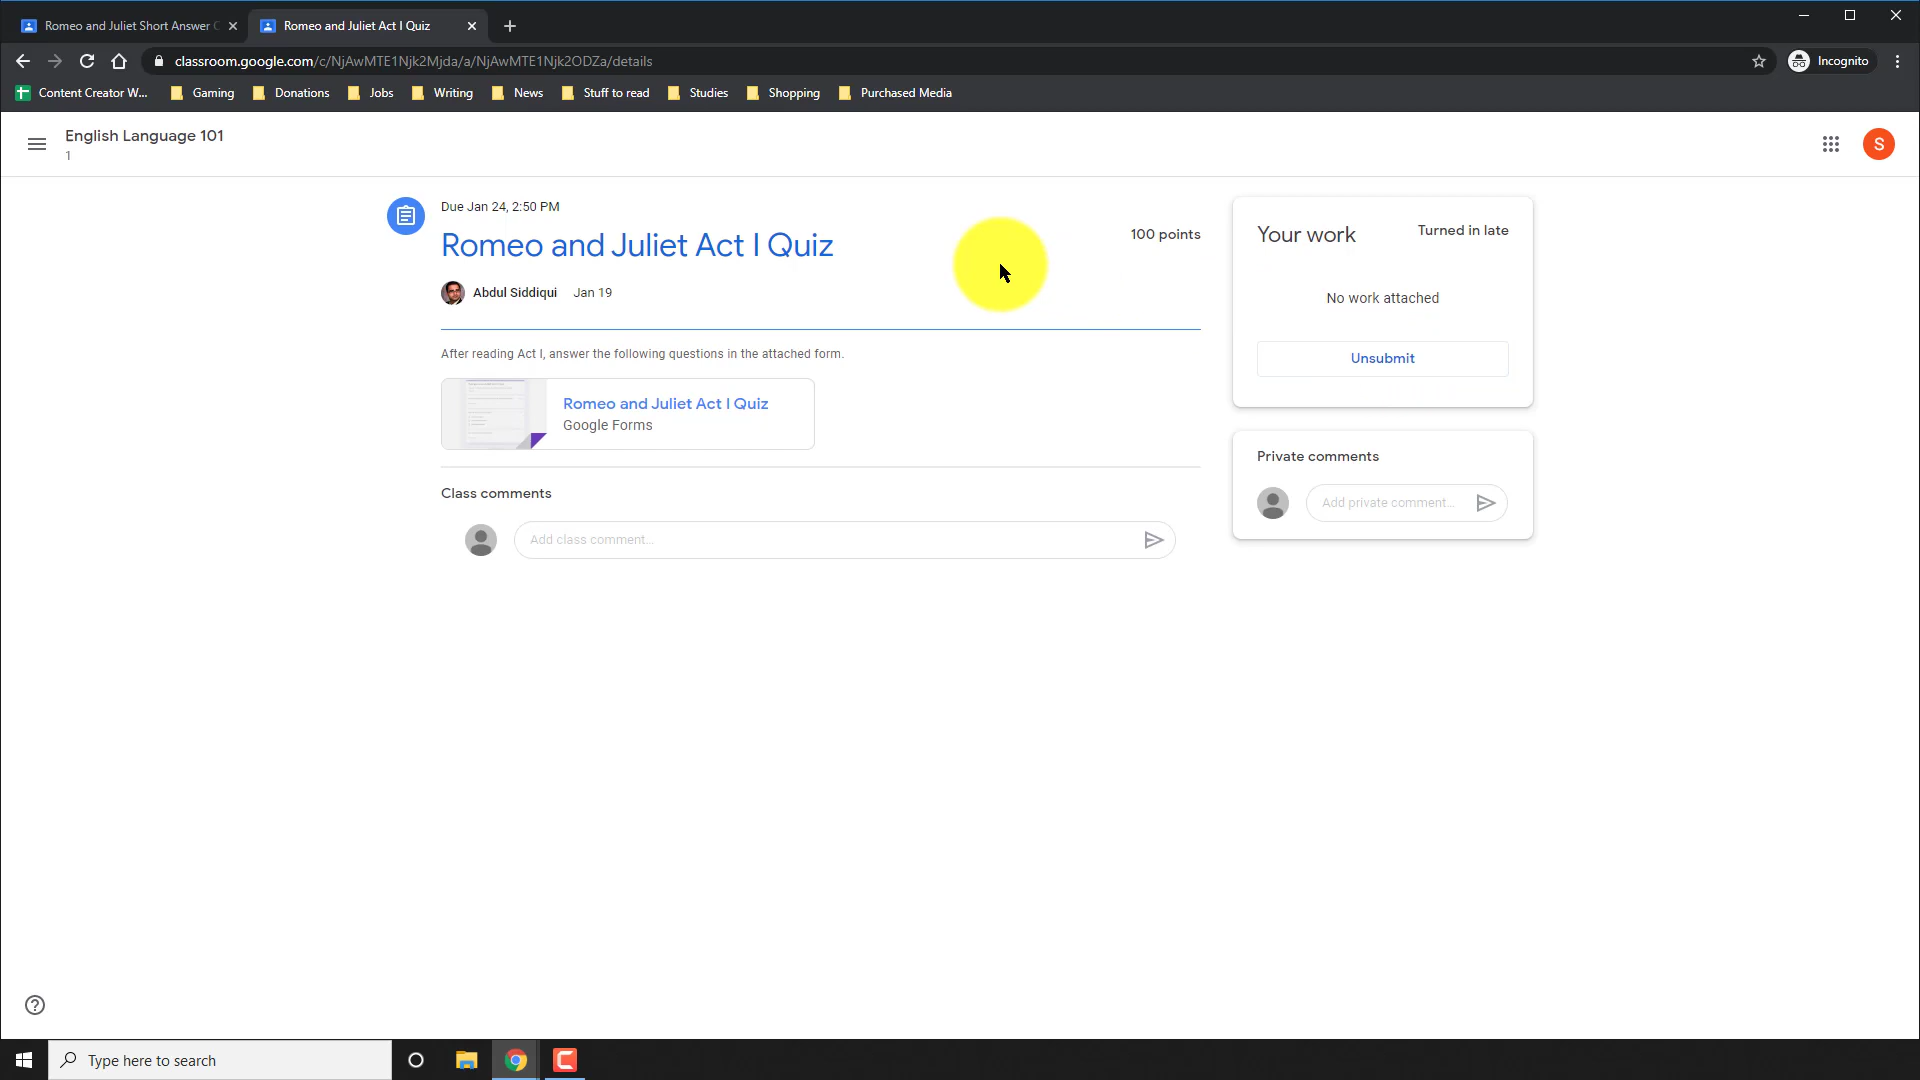 Romeo and Juliet Short Answer
Romeo and Juliet Act I Quiz
classroom.google.com/c/NjAwMTE1Njk2Mjda/a/NjAwMTE1Njk2ODZa/details
Incognito
Content Creator W...
Gaming
Donations
Jobs
Writing
News
Stuff to read
Studies
Shopping
Purchased Media
English Language 101
1
S
Due Jan 24, 2:50 PM
Romeo and Juliet Act I Quiz
100 points
Abdul Siddiqui Jan 19
After reading Act I, answer the following questions in the attached form.
Romeo and Juliet Act I Quiz
Google Forms
Class comments
Add class comment...
Your work
Turned in late
No work attached
Unsubmit
Private comments
Add private comment...
Type here to search